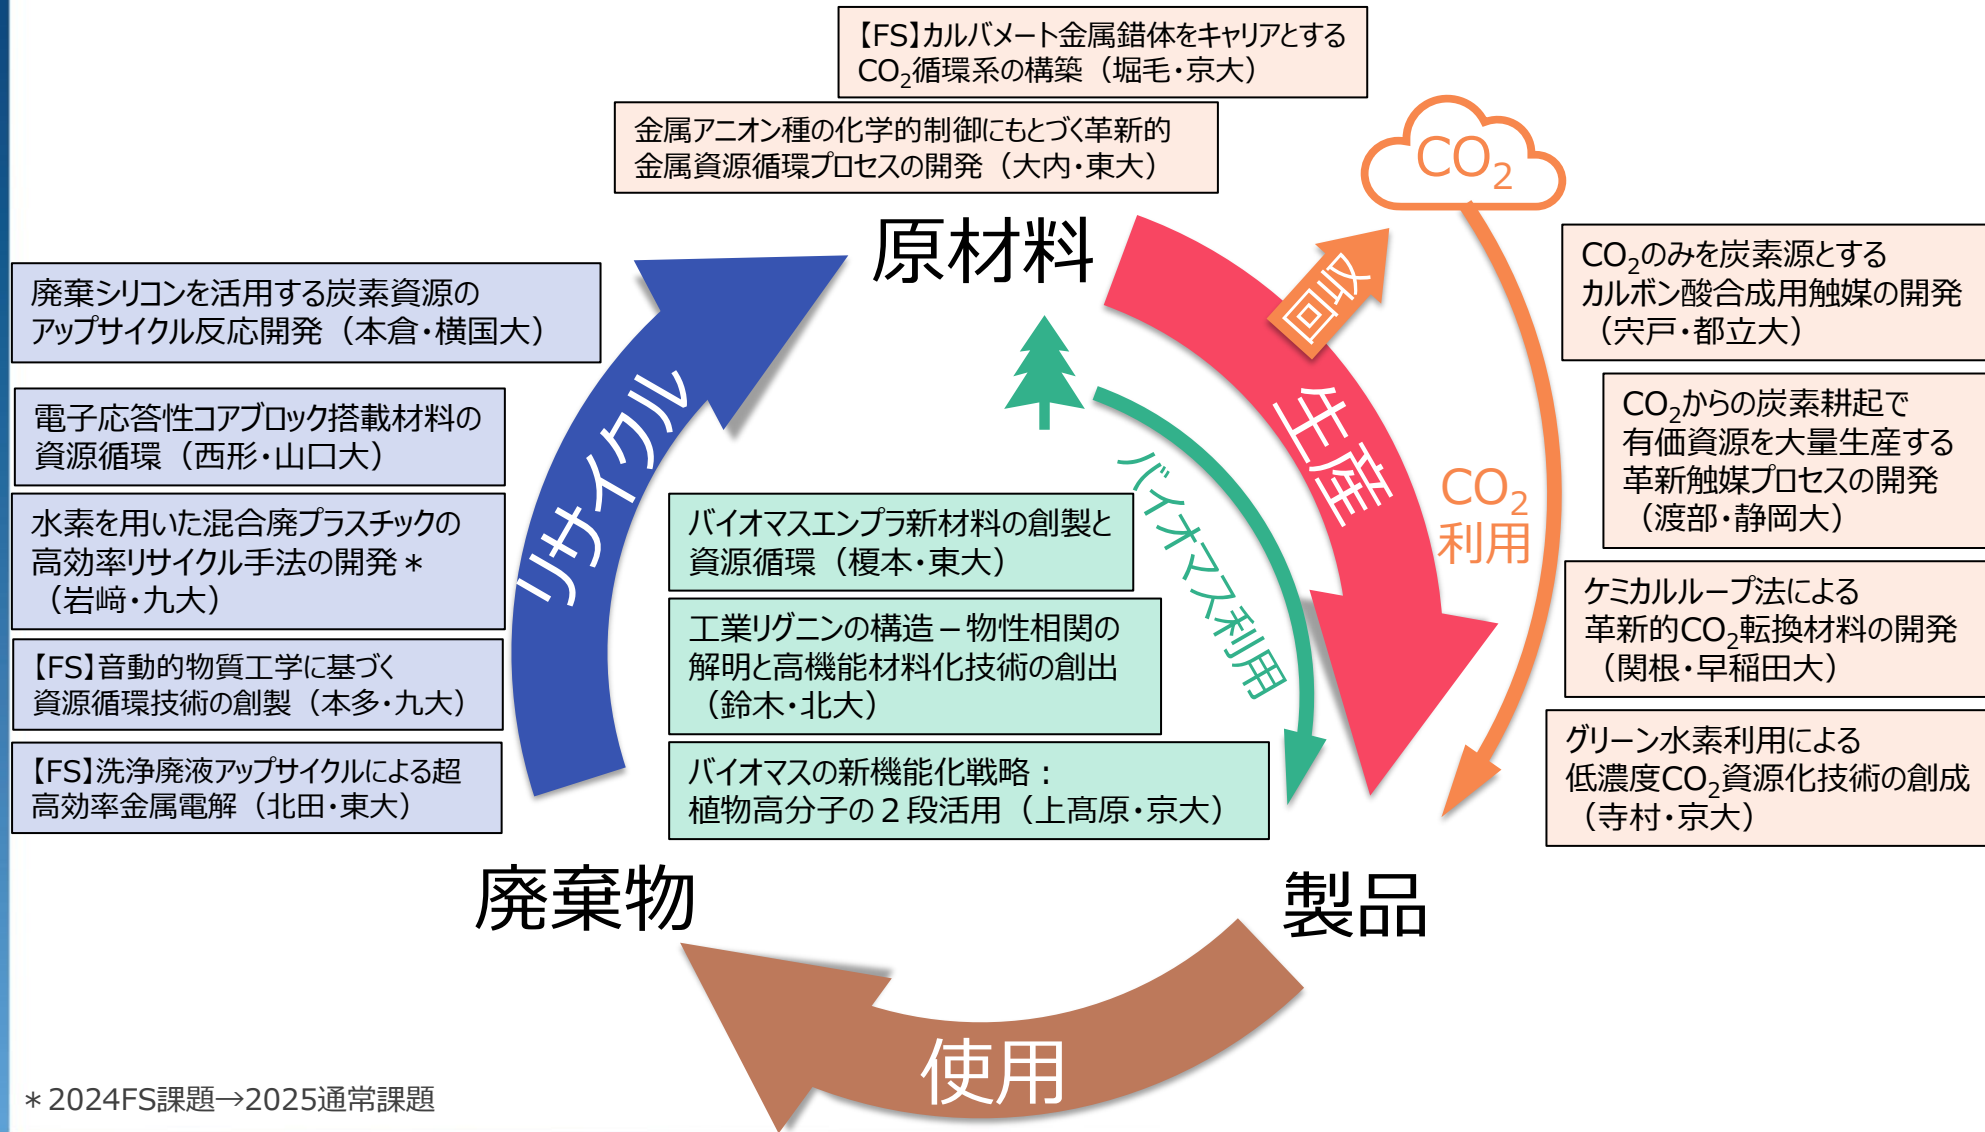 【FS】カルバメート金属錯体をキャリアとする
CO₂循環系の構築（堀毛・京大）
金属アニオン種の化学的制御にもとづく革新的
金属資源循環プロセスの開発（大内・東大）
CO₂
原材料
回収
生産
CO₂
利用
バイオマス利用
リサイクル
廃棄シリコンを活用する炭素資源の
アップサイクル反応開発（本倉・横国大）
電子応答性コアブロック搭載材料の
資源循環（西形・山口大）
水素を用いた混合廃プラスチックの
高効率リサイクル手法の開発＊
（岩﨑・九大）
【FS】音動的物質工学に基づく
資源循環技術の創製（本多・九大）
【FS】洗浄廃液アップサイクルによる超
高効率金属電解（北田・東大）
バイオマスエンプラ新材料の創製と
資源循環（榎本・東大）
工業リグニンの構造－物性相関の
解明と高機能材料化技術の創出
（鈴木・北大）
バイオマスの新機能化戦略：
植物高分子の２段活用（上髙原・京大）
CO₂のみを炭素源とする
カルボン酸合成用触媒の開発
（宍戸・都立大）
CO₂からの炭素耕起で
有価資源を大量生産する
革新触媒プロセスの開発
（渡部・静岡大）
ケミカルループ法による
革新的CO₂転換材料の開発
（関根・早稲田大）
グリーン水素利用による
低濃度CO₂資源化技術の創成
（寺村・京大）
廃棄物
製品
使用
＊2024FS課題→2025通常課題